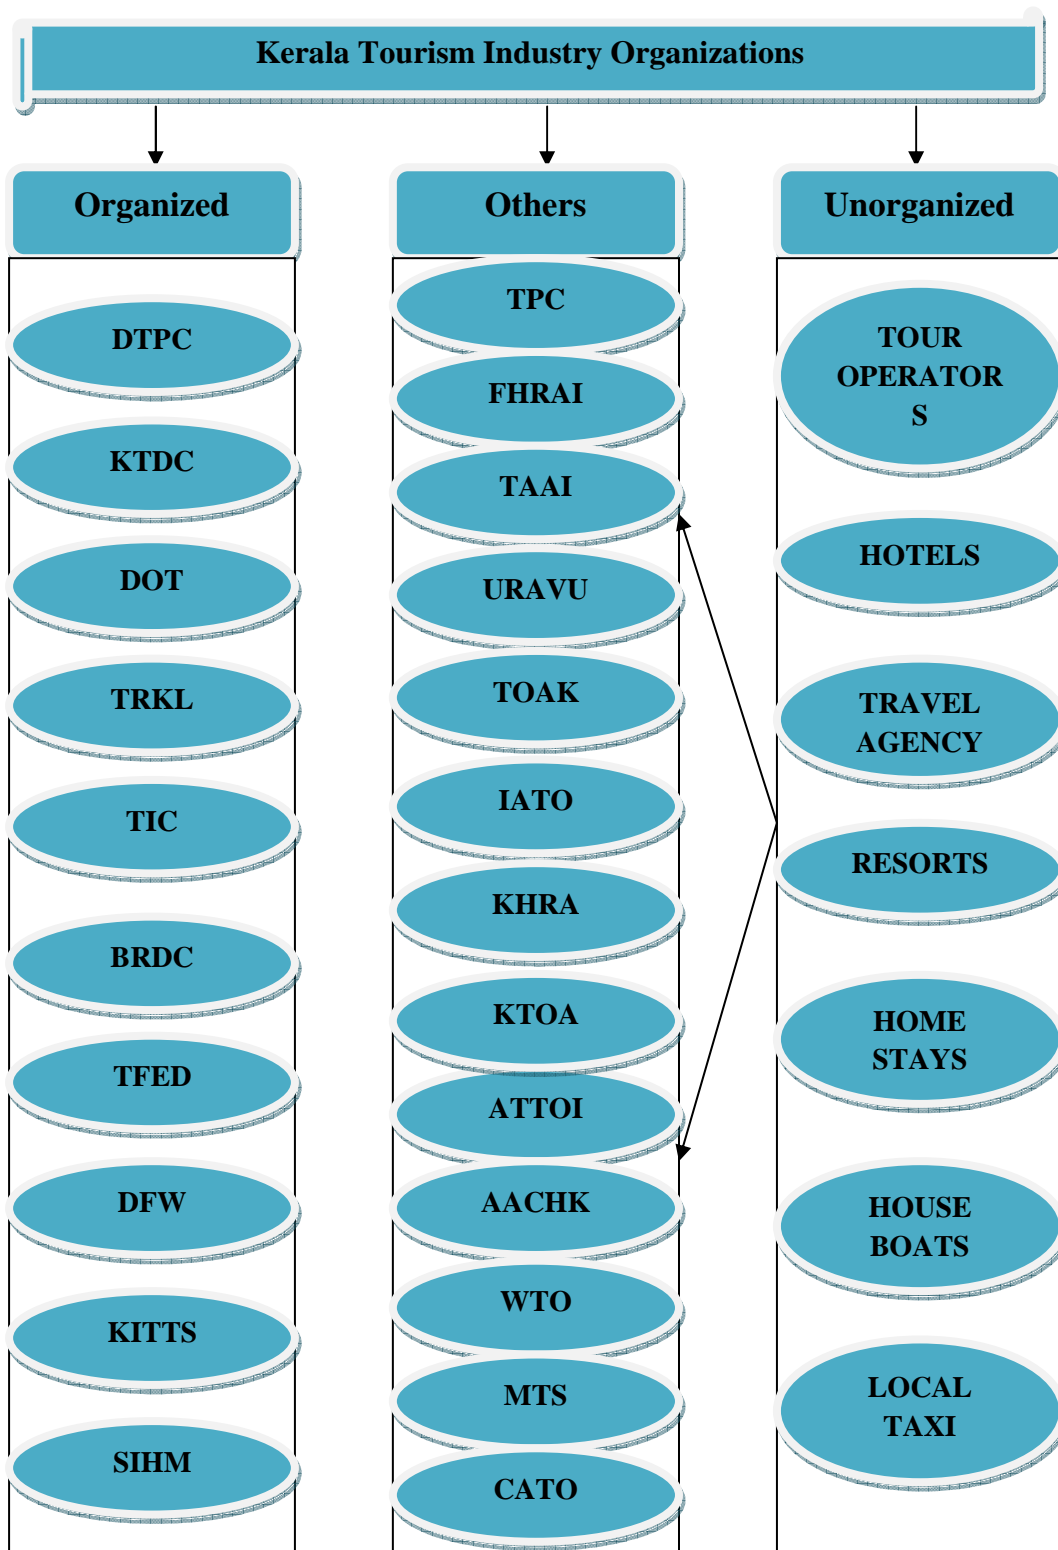 Kerala Tourism Industry Organizations
Organized
DTPC
KTDC
DOT
TRKL
TIC
BRDC
TFED
DFW
KITTS
SIHM
Others
TPC
FHRAI
TAAI
URAVU
TOAK
IATO
KHRA
KTOA
ATTOI
AACHK
WTO
MTS
CATO
Unorganized
TOUR
OPERATOR
S
HOTELS
TRAVEL
AGENCY
RESORTS
HOME
STAYS
HOUSE
BOATS
LOCAL
TAXI